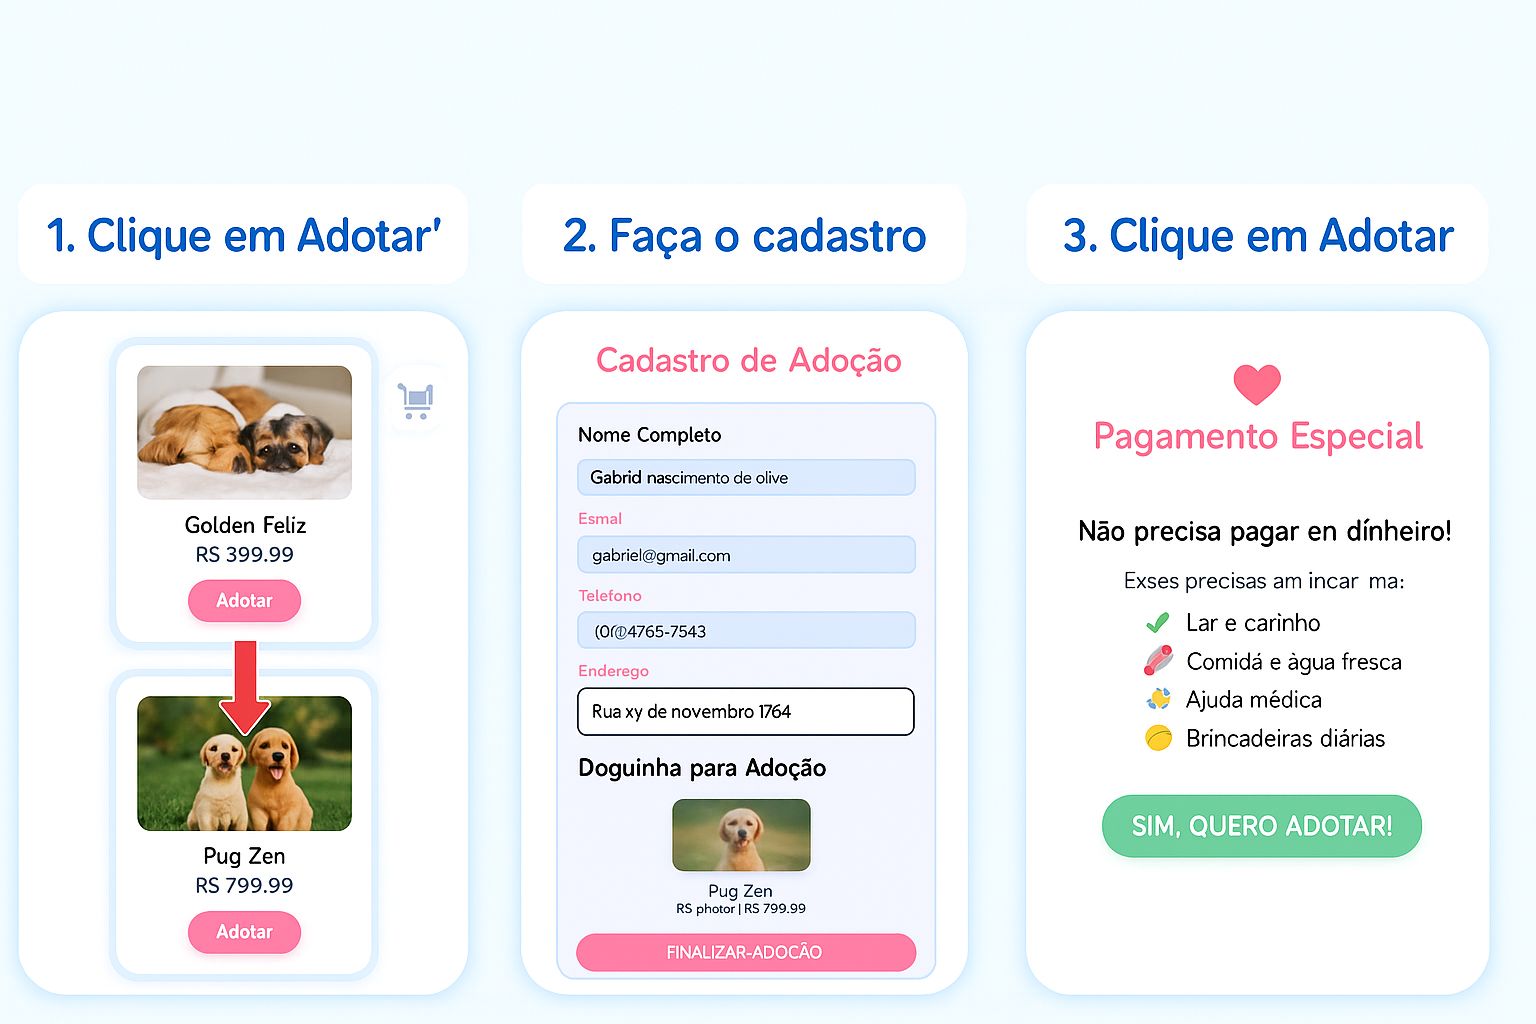 1. Clique em Adotar'
Golden Feliz
RS 399.99
Adotar
Pug Zen
RS 799.99
Adotar
2. Faça o cadastro
Cadastro de Adoção
Nome Completo
Gabrid nascimento de olive
Esmal
gabriel@gmail.com
Telefono
4765-7543
Enderego
Rua xy de novembro 1764
Doguinha para Adoção
Pug Zen
RS photor | RS 799.99
FINALIZAR-ADOCÃO
3. Clique em Adotar
Pagamento Especial
Não precisa pagar en dínheiro!
Exses precisas am incar ma:
Lar e carinho
Comidá e àgua fresca
Ajuda médica
Brincadeiras diárias
SIM, QUERO ADOTAR!